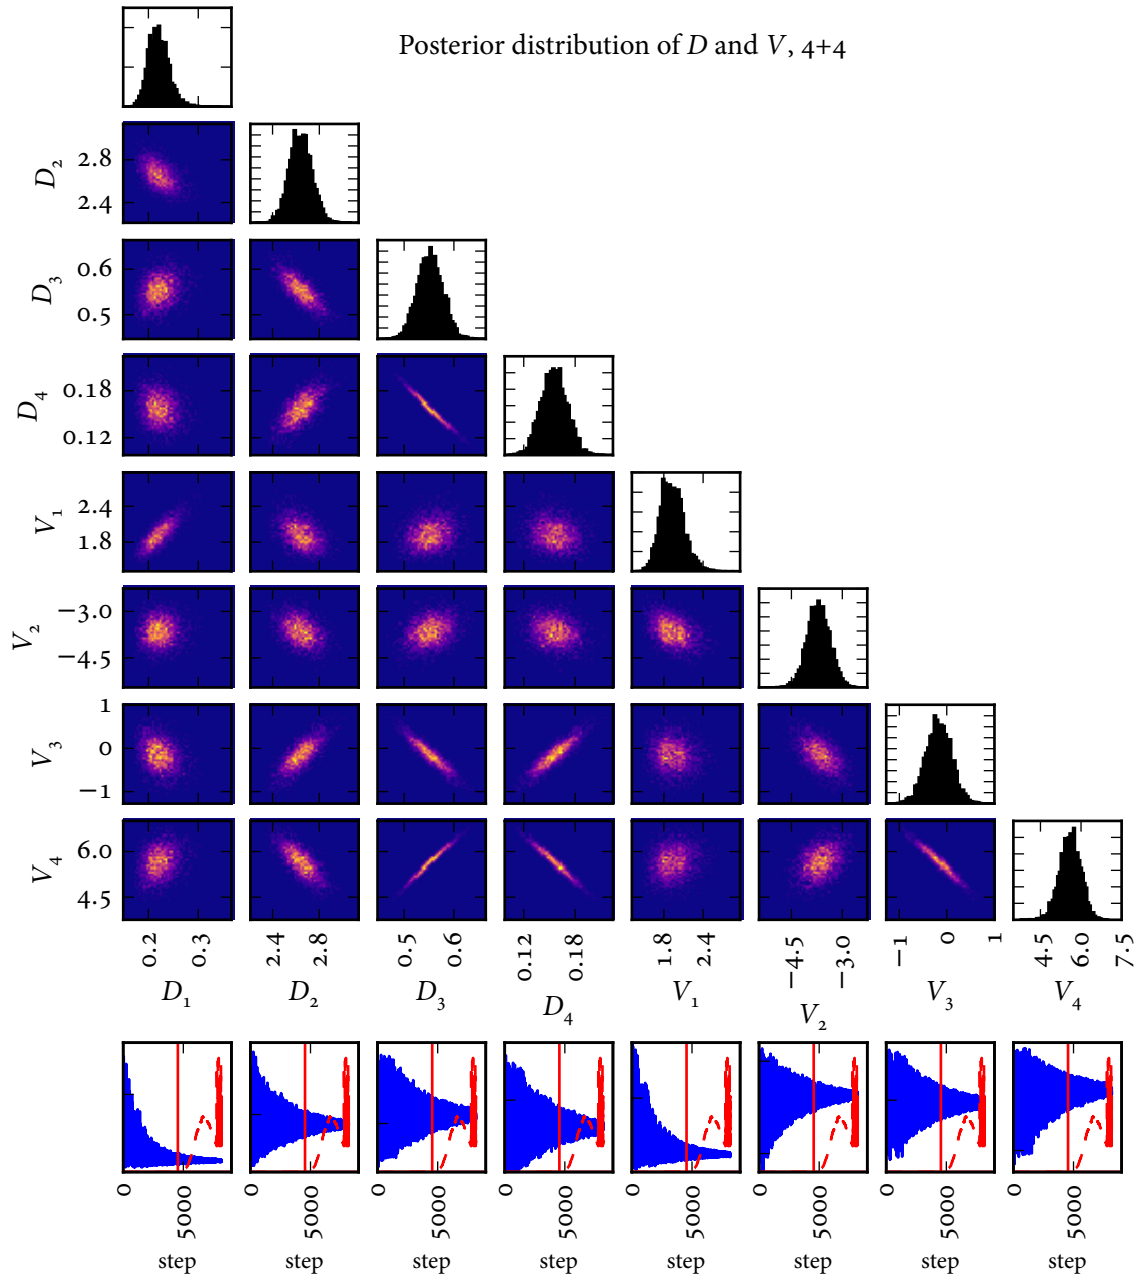 Posterior distribution of D and V, 4+4
D₂
2.8
2.4
D₃
0.6
0.5
D₄
0.18
0.12
V₁
2.4
1.8
V₂
−3.0
−4.5
V₃
1
0
−1
V₄
6.0
4.5
0.2 0.3 2.4 2.8 0.5 0.6 0.12 0.18 1.8 2.4 −4.5 −3.0 −1 0 1 4.5 6.0 7.5
D₁ D₂ D₃ D₄ V₁ V₂ V₃ V₄
0 5000 0 5000 0 5000 0 5000 0 5000 0 5000 0 5000 0 5000
step step step step step step step step